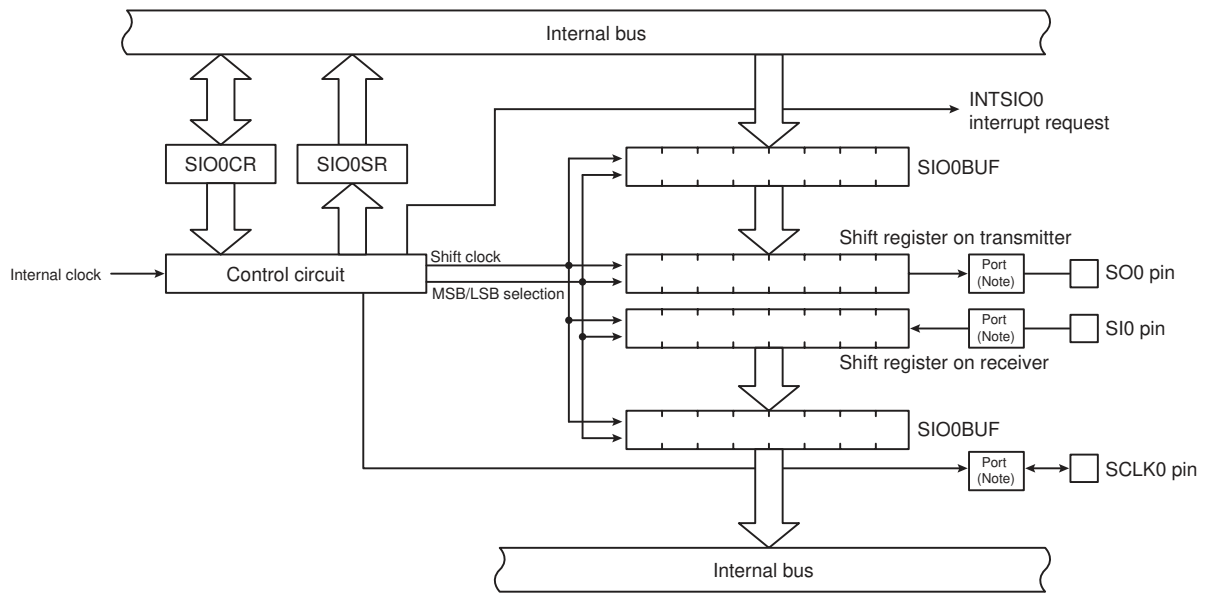 Internal bus
INTSIO0
interrupt request
SIO0CR
SIO0SR
SIO0BUF
Shift register on transmitter
Internal clock
Control circuit
Shift clock
MSB/LSB selection
Port
(Note)
SO0 pin
Port
(Note)
SI0 pin
Shift register on receiver
SIO0BUF
Port
(Note)
SCLK0 pin
Internal bus